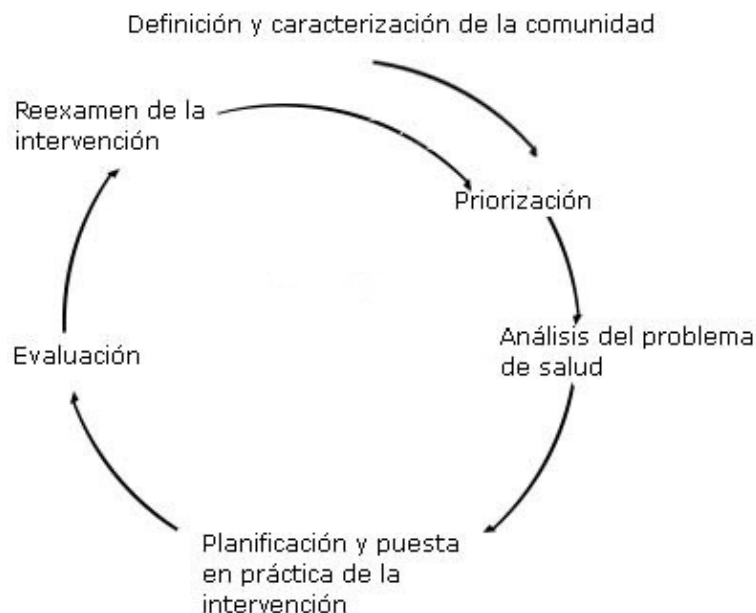 Definición y caracterización de la comunidad
Reexamen de la
intervención
Priorización
Análisis del problema
de salud
Evaluación
Planificación y puesta
en práctica de la
intervención